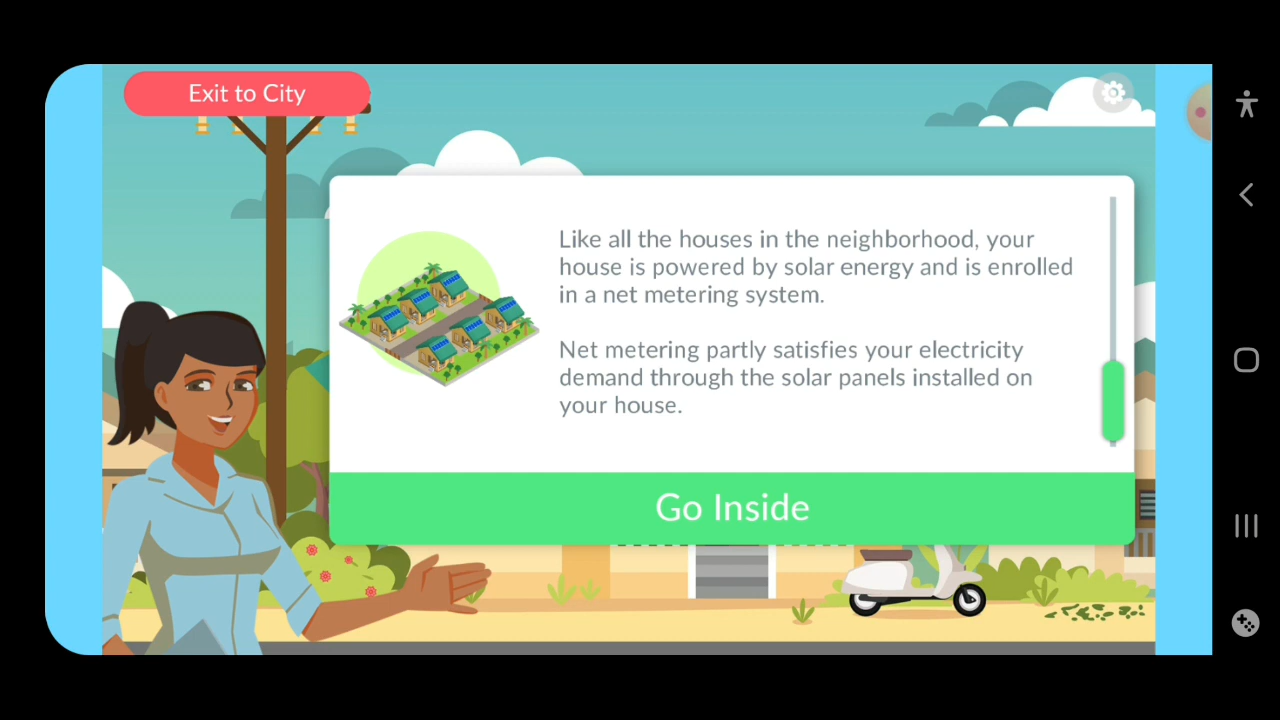 Exit to City
Like all the houses in the neighborhood, your
house is powered by solar energy and is enrolled
in a net metering system.
Net metering partly satisfies your electricity
demand through the solar panels installed on
your house.
Go Inside